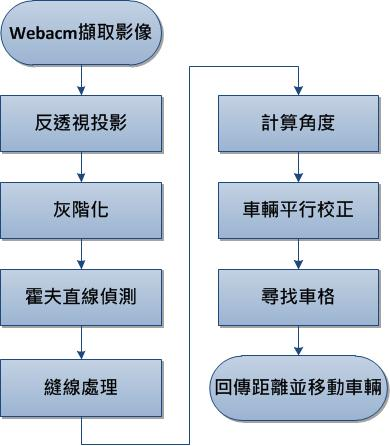 Webacm擷取影像
反透視投影
灰階化
霍夫直線偵測
縫線處理
計算角度
車輛平行校正
尋找車格
回傳距離並移動車輛